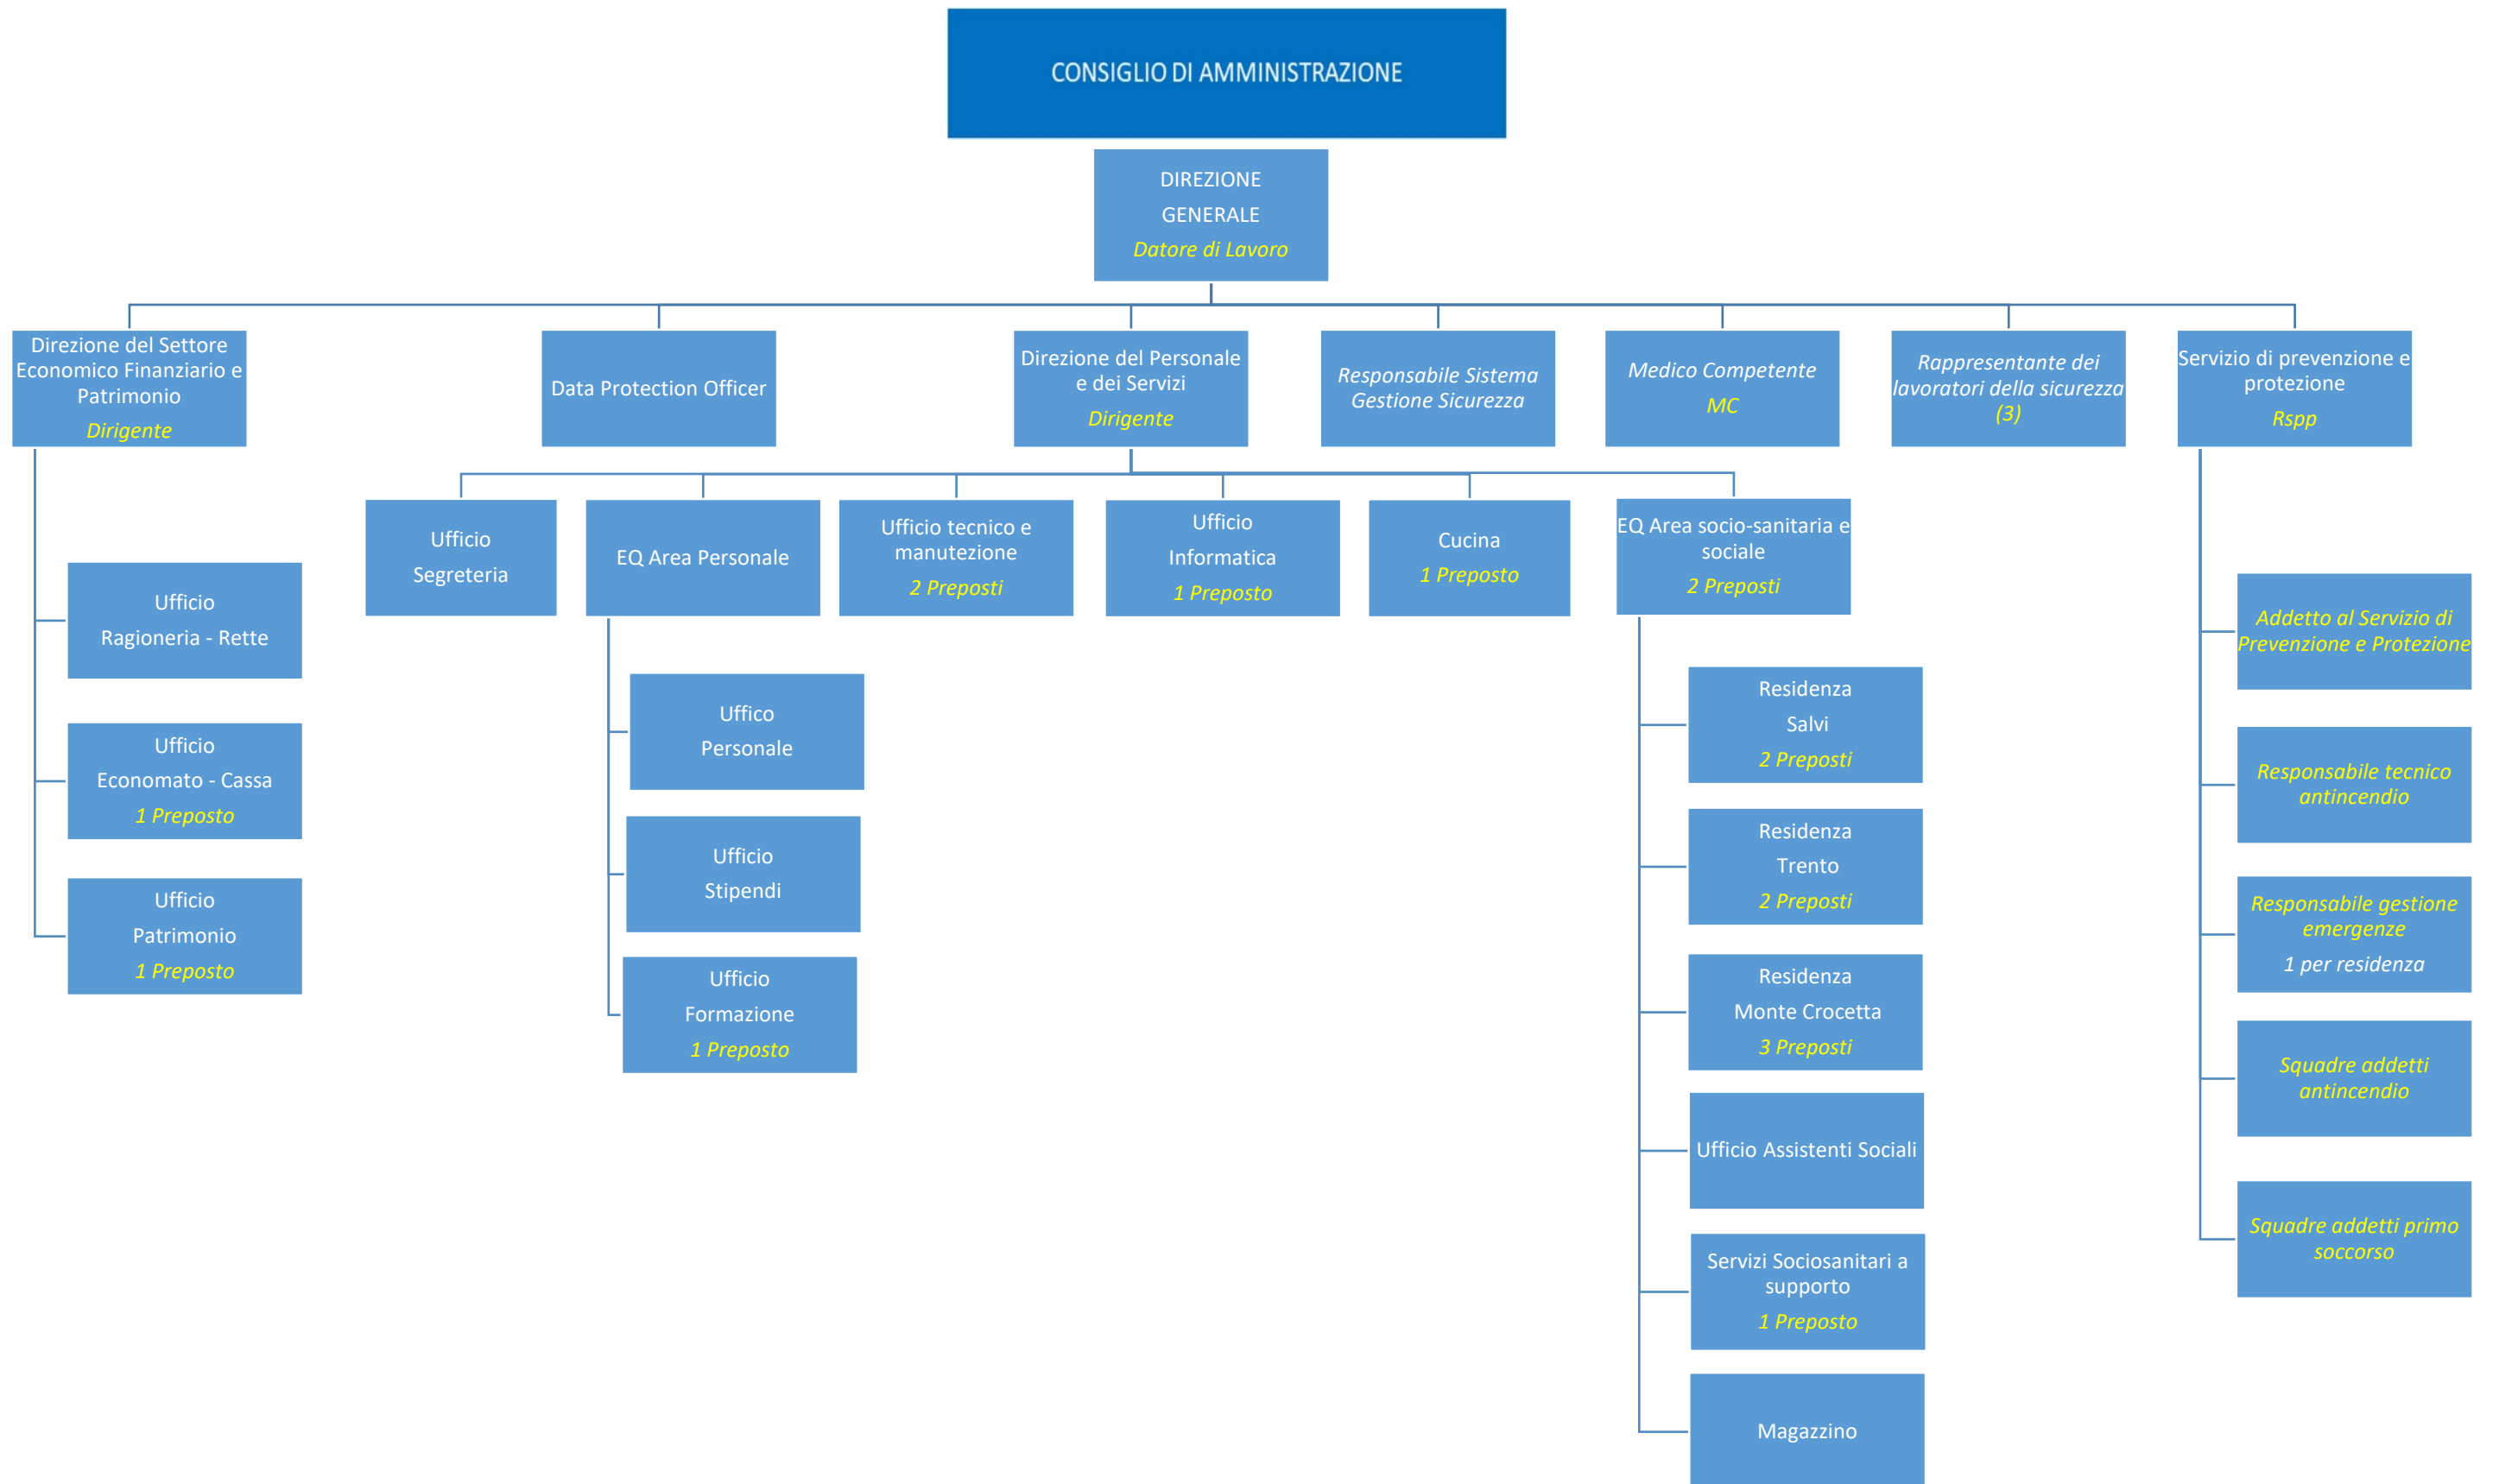 CONSIGLIO DI AMMINISTRAZIONE
DIREZIONE
GENERALE
Datore di Lavoro
Direzione del Settore
Economico Finanziario e
Patrimonio
Dirigente
Data Protection Officer
Direzione del Personale
e dei Servizi
Dirigente
Responsabile Sistema
Gestione Sicurezza
Medico Competente
MC
Rappresentante dei
lavoratori della sicurezza
(3)
Servizio di prevenzione e
protezione
Rspp
Ufficio
Segreteria
EQ Area Personale
Ufficio tecnico e
manutezione
2 Preposti
Ufficio
Informatica
1 Preposto
Cucina
1 Preposto
EQ Area socio-sanitaria e
sociale
2 Preposti
Ufficio
Ragioneria - Rette
Ufficio
Economato - Cassa
1 Preposto
Ufficio
Patrimonio
1 Preposto
Uffico
Personale
Ufficio
Stipendi
Ufficio
Formazione
1 Preposto
Residenza
Salvi
2 Preposti
Residenza
Trento
2 Preposti
Residenza
Monte Crocetta
3 Preposti
Ufficio Assistenti Sociali
Servizi Sociosanitari a
supporto
1 Preposto
Magazzino
Addetto al Servizio di
Prevenzione e Protezione
Responsabile tecnico
antincendio
Responsabile gestione
emergenze
1 per residenza
Squadre addetti
antincendio
Squadre addetti primo
soccorso